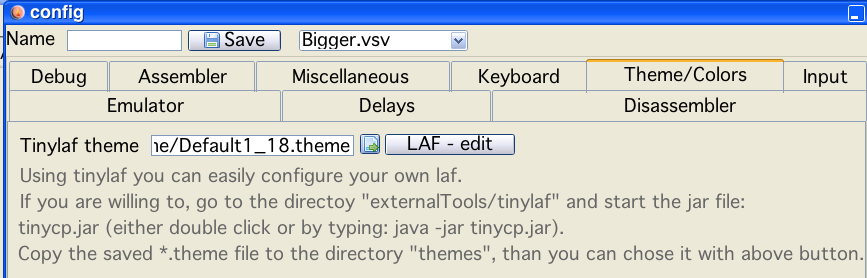 config
Name Save Bigger.vsv
Debug Assembler Miscellaneous Keyboard Theme/Colors Input
Emulator Delays Disassembler
Tinylaf theme ıe/Default1_18.theme LAF - edit
Using tinylaf you can easily configure your own laf.
If you are willing to, go to the directoy "externalTools/tinylaf" and start the jar file:
tinycp.jar (either double click or by typing: java -jar tinycp.jar).
Copy the saved *.theme file to the directory "themes", than you can chose it with above button.